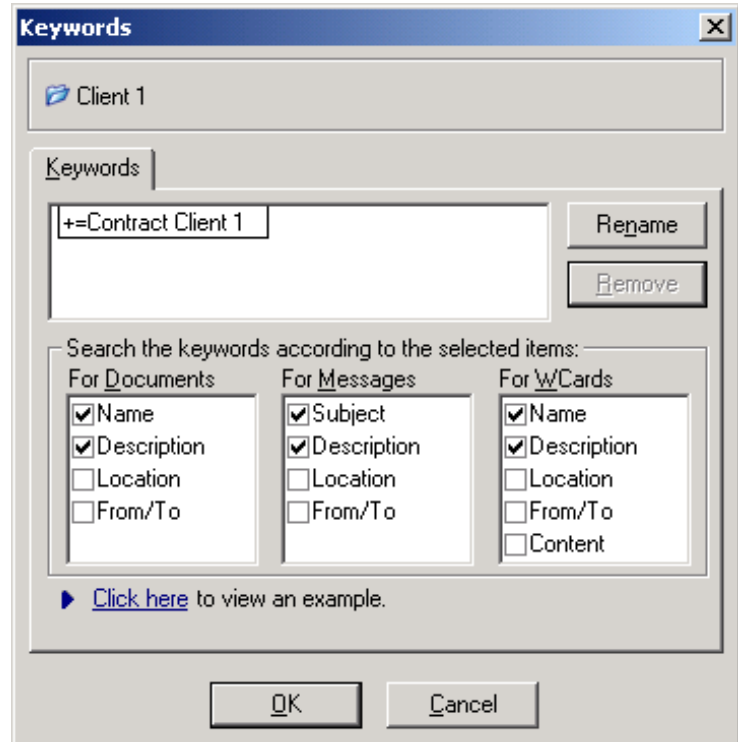 Keywords
Client 1
Keywords
+=Contract Client 1
Rename
Remove
Search the keywords according to the selected items:
For Documents For Messages For WCards
Name Subject Name
Description Description Description
Location Location Location
From/To From/To From/To
Content
Click here to view an example.
OK Cancel